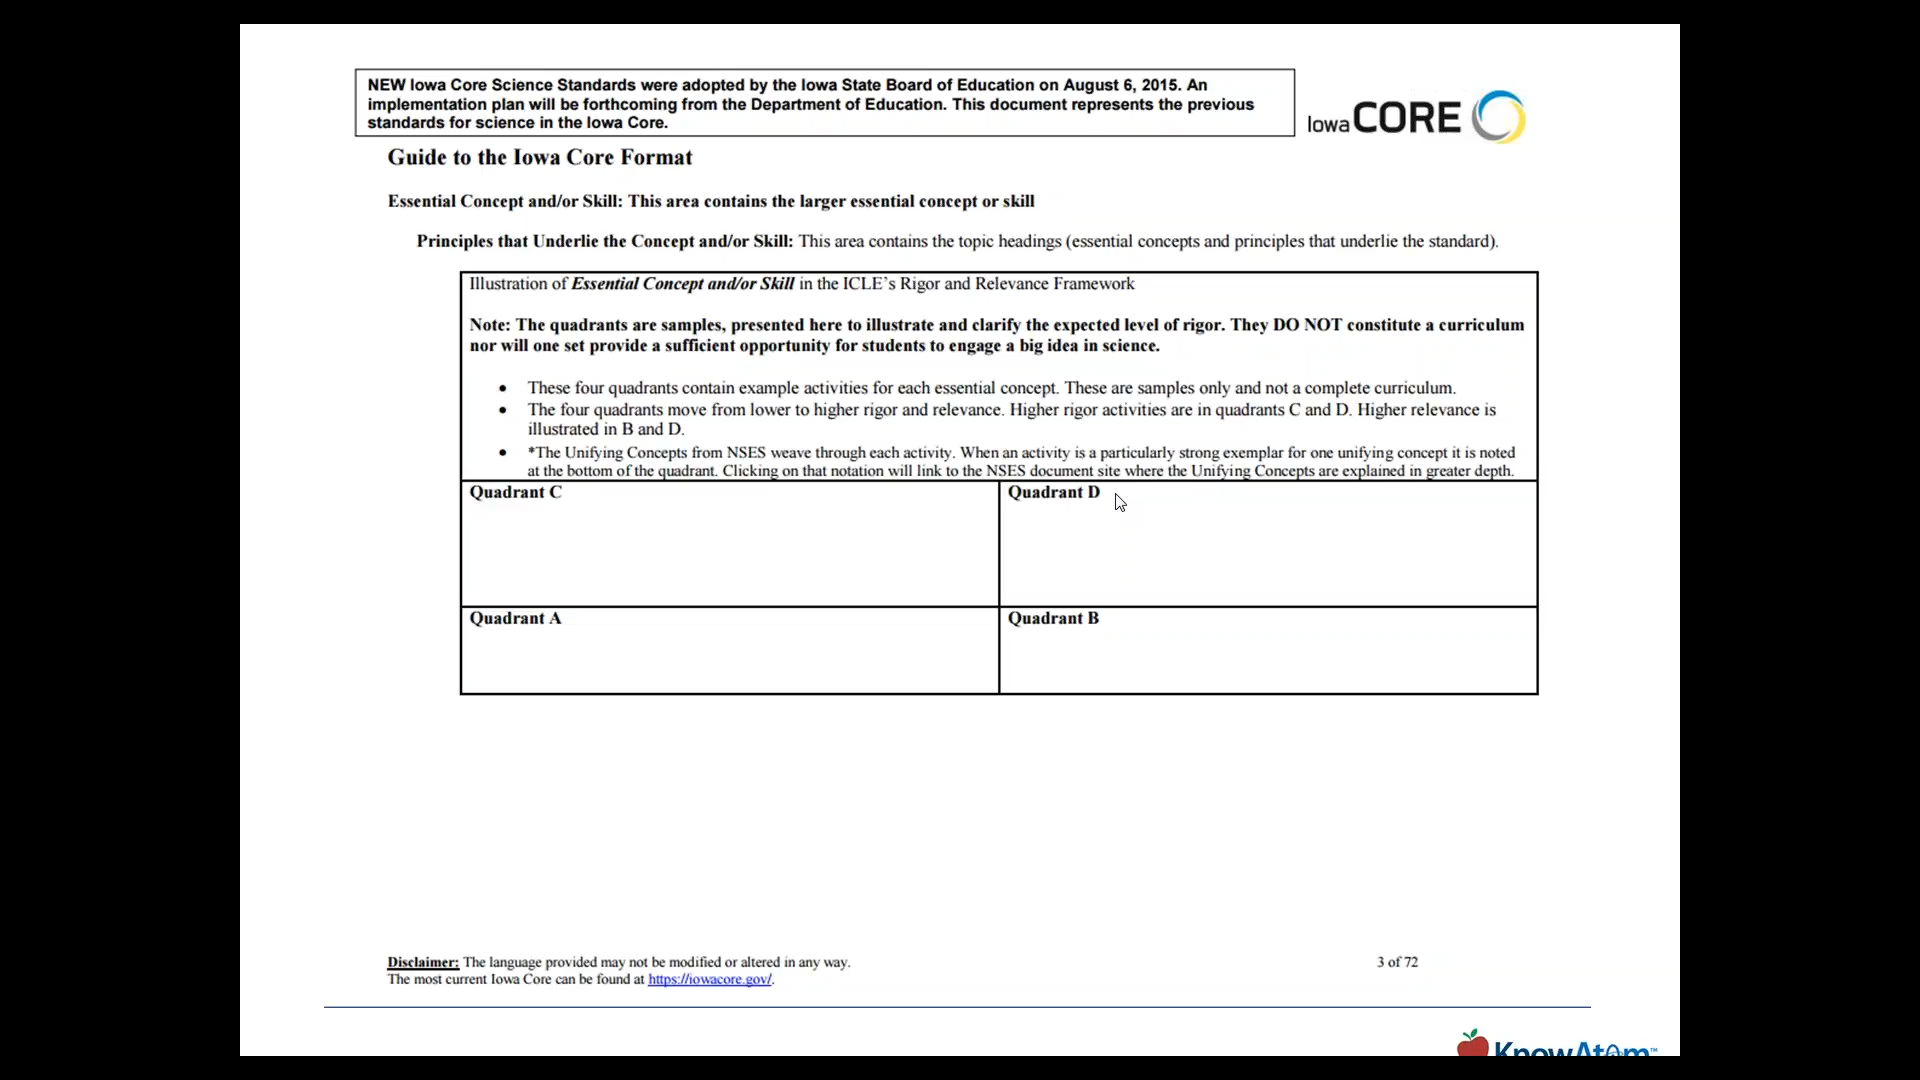 NEW Iowa Core Science Standards were adopted by the Iowa State Board of Education on August 6, 2015. An
implementation plan will be forthcoming from the Department of Education. This document represents the previous
standards for science in the Iowa Core.
Iowa CORE
Guide to the Iowa Core Format
Essential Concept and/or Skill: This area contains the larger essential concept or skill
Principles that Underlie the Concept and/or Skill: This area contains the topic headings (essential concepts and principles that underlie the standard).
Illustration of Essential Concept and/or Skill in the ICLE's Rigor and Relevance Framework
Note: The quadrants are samples, presented here to illustrate and clarify the expected level of rigor. They DO NOT constitute a curriculum
nor will one set provide a sufficient opportunity for students to engage a big idea in science.
• These four quadrants contain example activities for each essential concept. These are samples only and not a complete curriculum.
• The four quadrants move from lower to higher rigor and relevance. Higher rigor activities are in quadrants C and D. Higher relevance is
illustrated in B and D.
• *The Unifying Concepts from NSES weave through each activity. When an activity is a particularly strong exemplar for one unifying concept it is noted
at the bottom of the quadrant. Clicking on that notation will link to the NSES document site where the Unifying Concepts are explained in greater depth.
Quadrant C
Quadrant D
Quadrant A
Quadrant B
Disclaimer: The language provided may not be modified or altered in any way.
3 of 72
The most current Iowa Core can be found at https://iowacore.gov/.
KnowAtom™